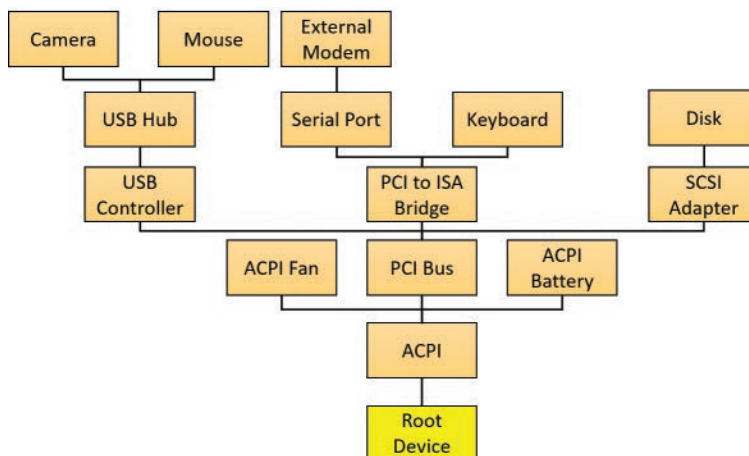 Camera
Mouse
External
Modem
USB Hub
Serial Port
Keyboard
Disk
USB
Controller
PCI to ISA
Bridge
SCSI
Adapter
ACPI Fan
PCI Bus
ACPI
Battery
ACPI
Root
Device